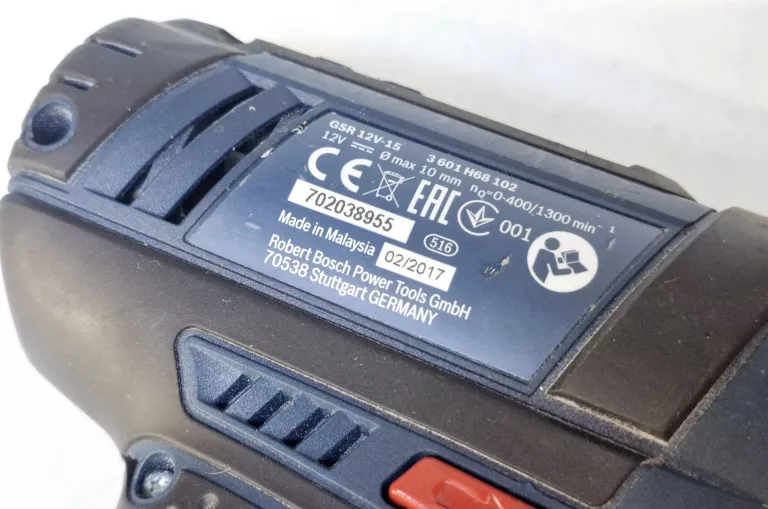 GSR 12V-15 3 601 H68 102
12V ⎓ Ø max 10 mm n₀=0-400/1300 min⁻¹
CE EAC 001
702038955
Made in Malaysia 02/2017 516
Robert Bosch Power Tools GmbH
70538 Stuttgart GERMANY